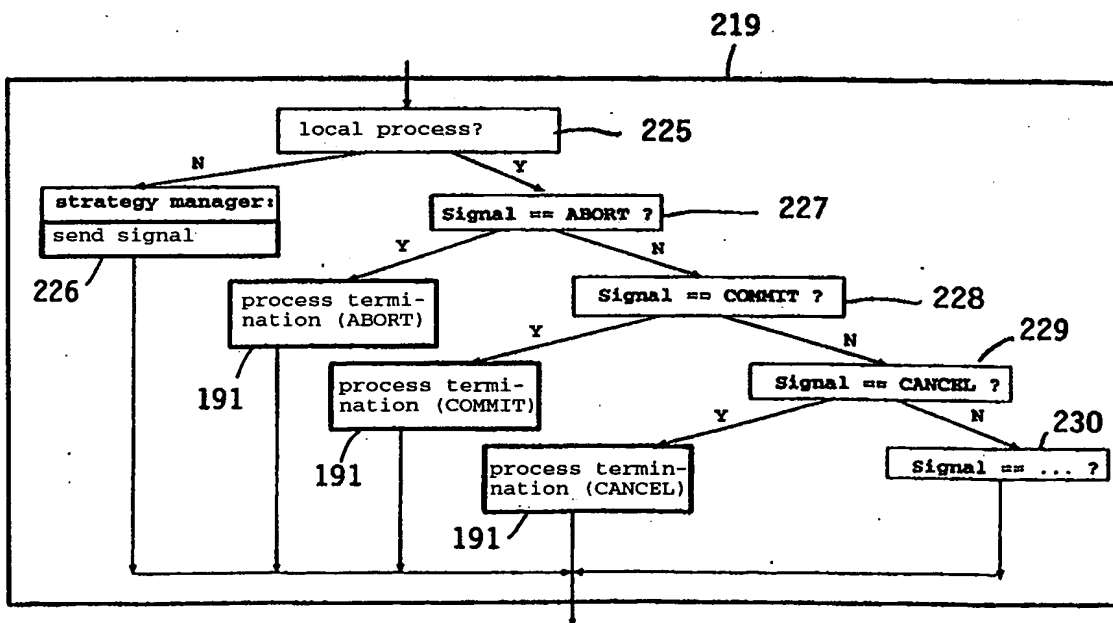 219
local process?
225
N
Y
strategy manager:
send signal
226
Signal == ABORT ?
227
Y
N
process termi-
nation (ABORT)
191
Signal == COMMIT ?
228
Y
N
process termi-
nation (COMMIT)
191
229
Signal == CANCEL ?
Y
N
process termin-
nation (CANCEL)
191
230
Signal == ... ?